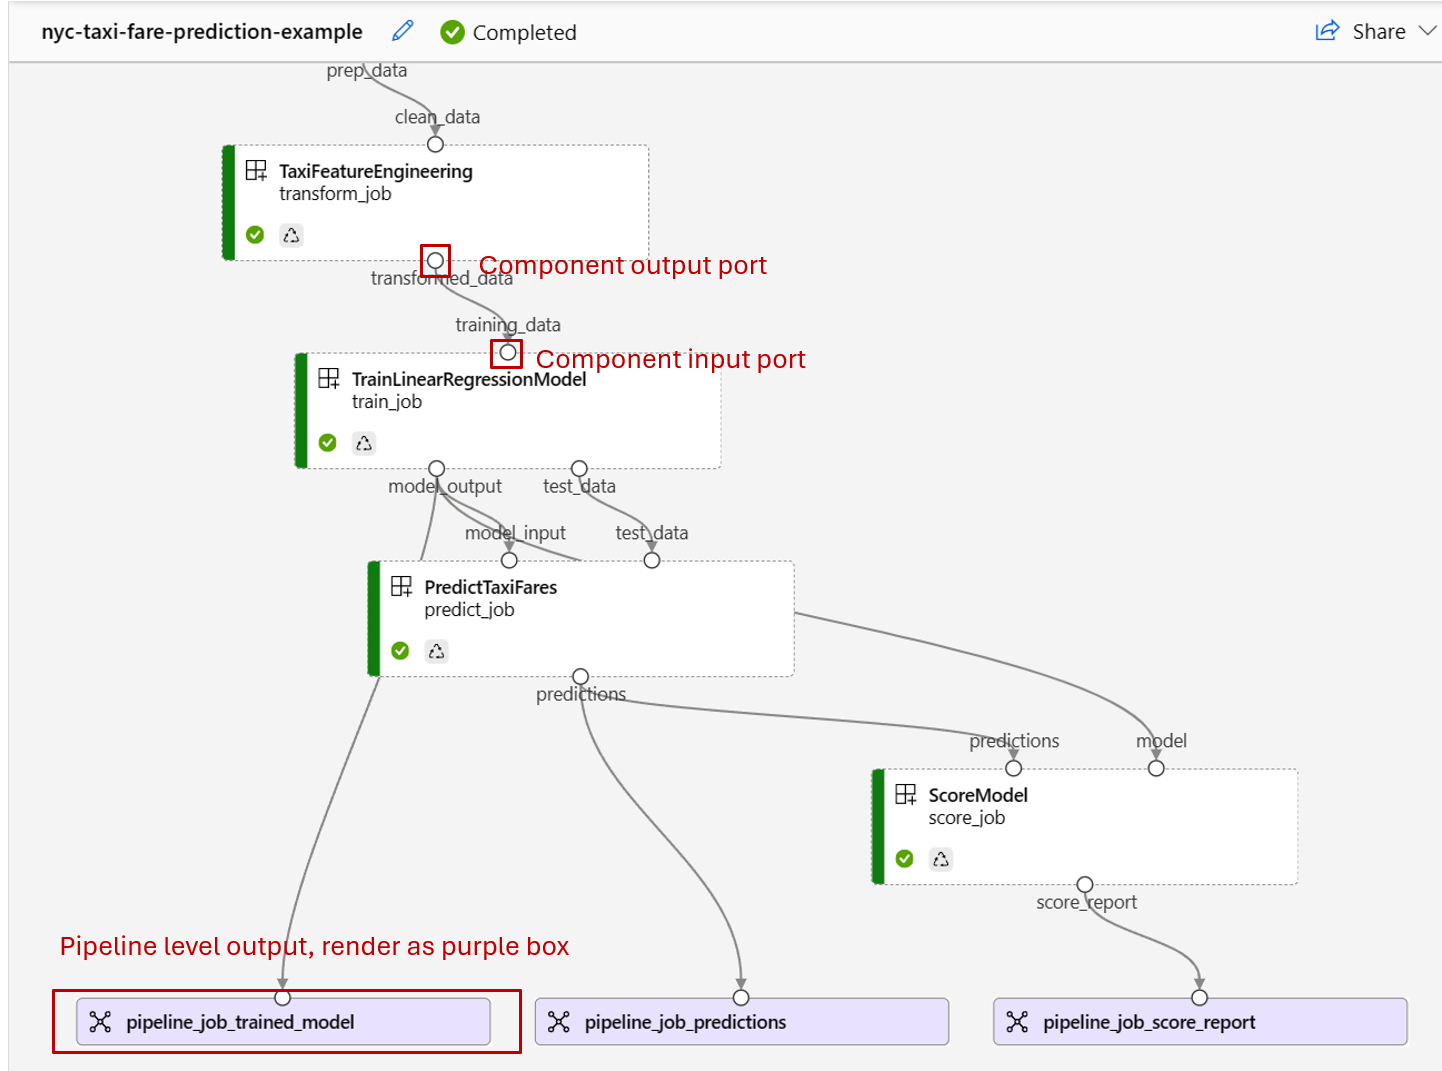 nyc-taxi-fare-prediction-example
Completed
Share
prep_data
clean_data
TaxiFeatureEngineering
transform_job
Component output port
transformed_data
training_data
Component input port
TrainLinearRegressionModel
train_job
model_output
test_data
model_input
test_data
PredictTaxiFares
predict_job
predictions
predictions
model
ScoreModel
score_job
score_report
Pipeline level output, render as purple box
pipeline_job_trained_model
pipeline_job_predictions
pipeline_job_score_report